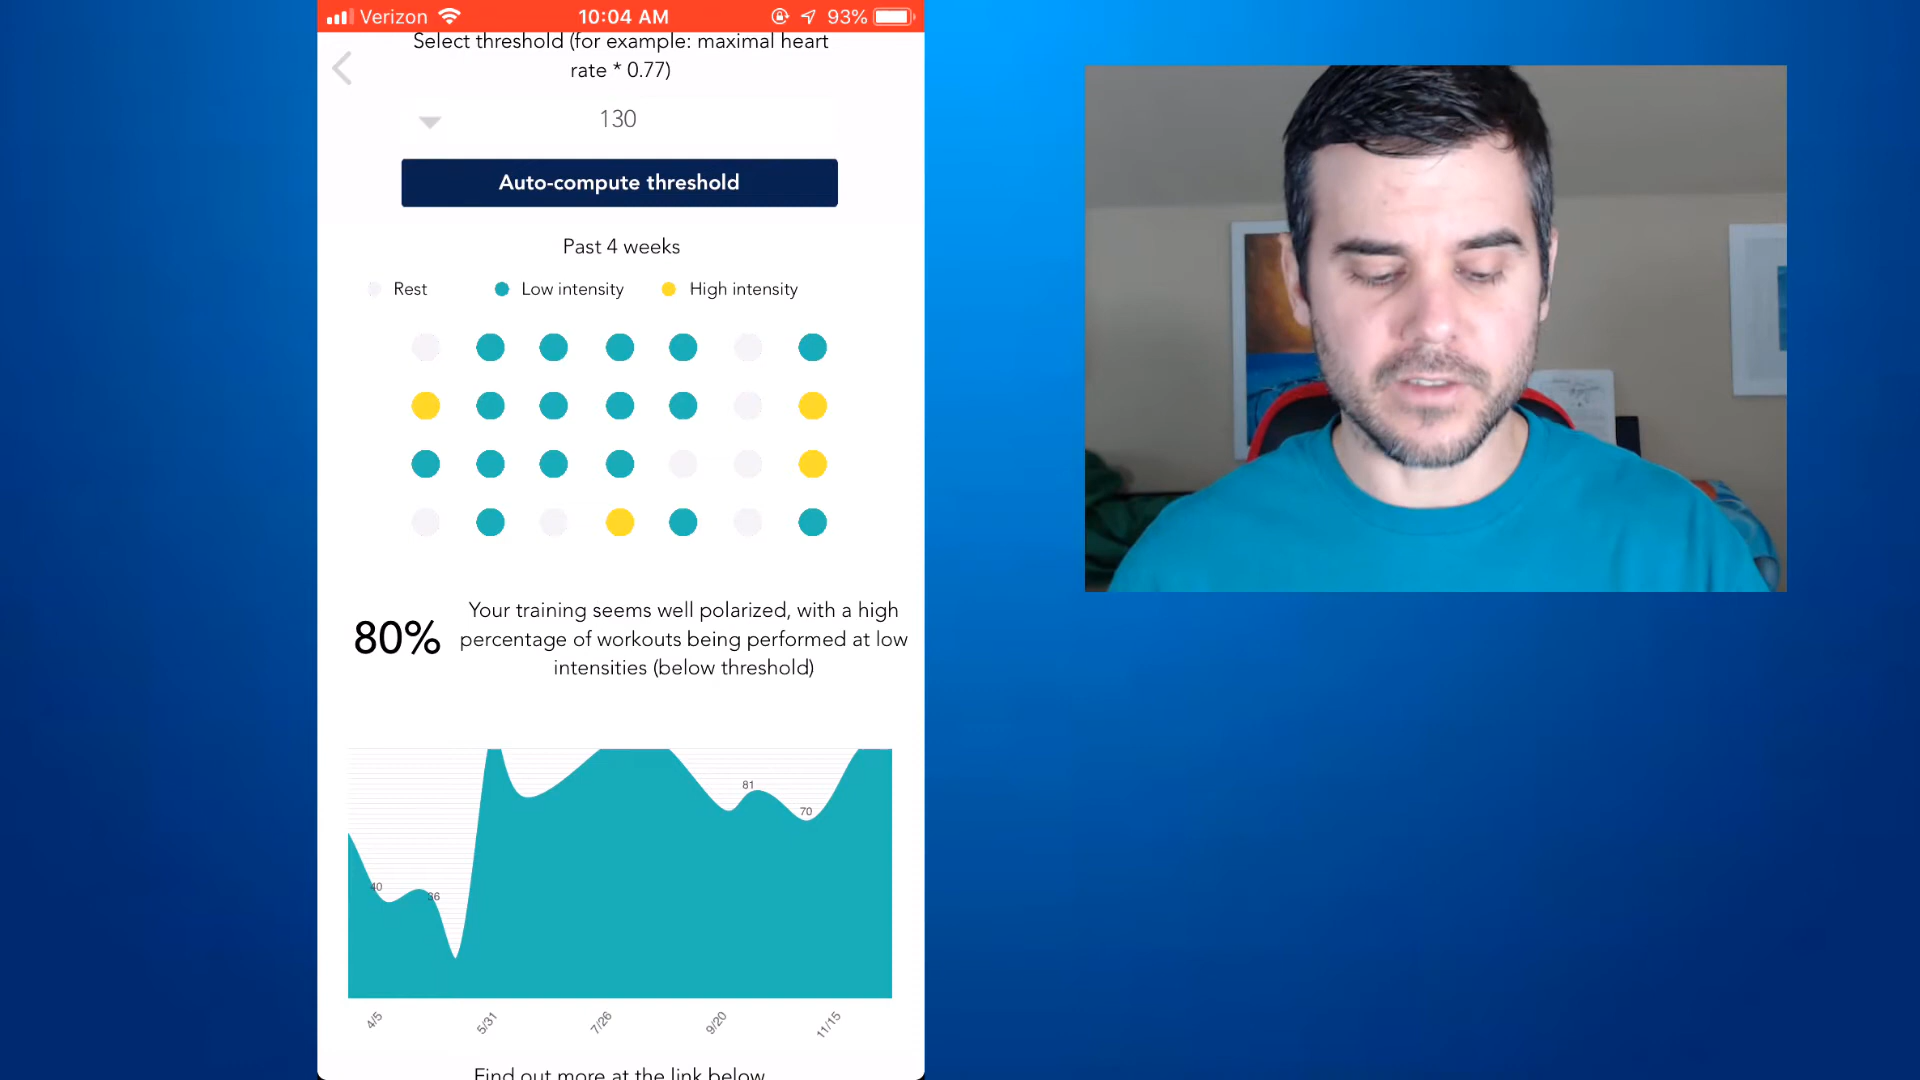 Verizon 10:04 AM 93%
Select threshold (for example: maximal heart
rate * 0.77)
130
Auto-compute threshold
Past 4 weeks
Rest Low intensity High intensity
80%
Your training seems well polarized, with a high
percentage of workouts being performed at low
intensities (below threshold)
81
70
40
36
4/5 5/31 7/26 9/20 11/15
Find out more at the link below